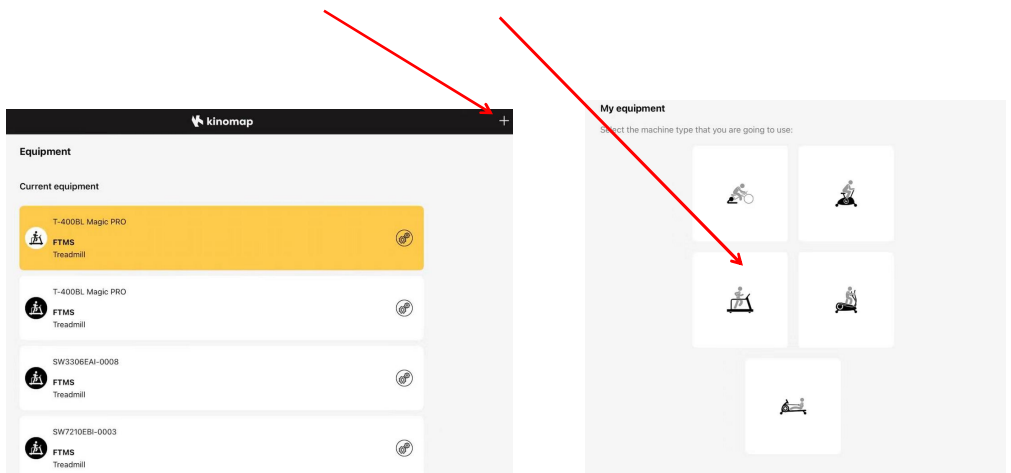 kinomap
Equipment
Current equipment
T-400BL Magic PRO
FTMS
Treadmill
T-400BL Magic PRO
FTMS
Treadmill
SW3306EAI-0008
FTMS
Treadmill
SW7210EBI-0003
FTMS
Treadmill
My equipment
Select the machine type that you are going to use: